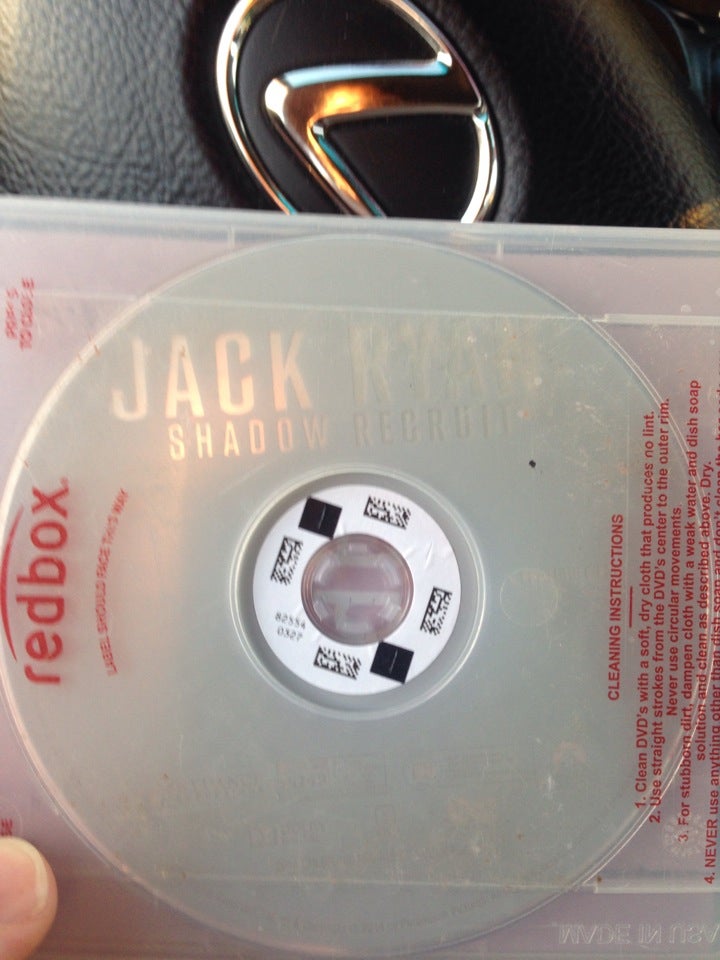 JACK RYAN
SHADOW RECRUIT
redbox.
LABEL SHOULD FACE THIS WAY
82554
0327
CLEANING INSTRUCTIONS
1. Clean DVD's with a soft, dry cloth that produces no lint.
2. Use straight strokes from the DVD's center to the outer rim.
Never use circular movements.
3. For stubborn dirt, dampen cloth with a weak water and dish soap
solution and clean as described above. Dry.
4. NEVER use anything other than
MADE IN USA